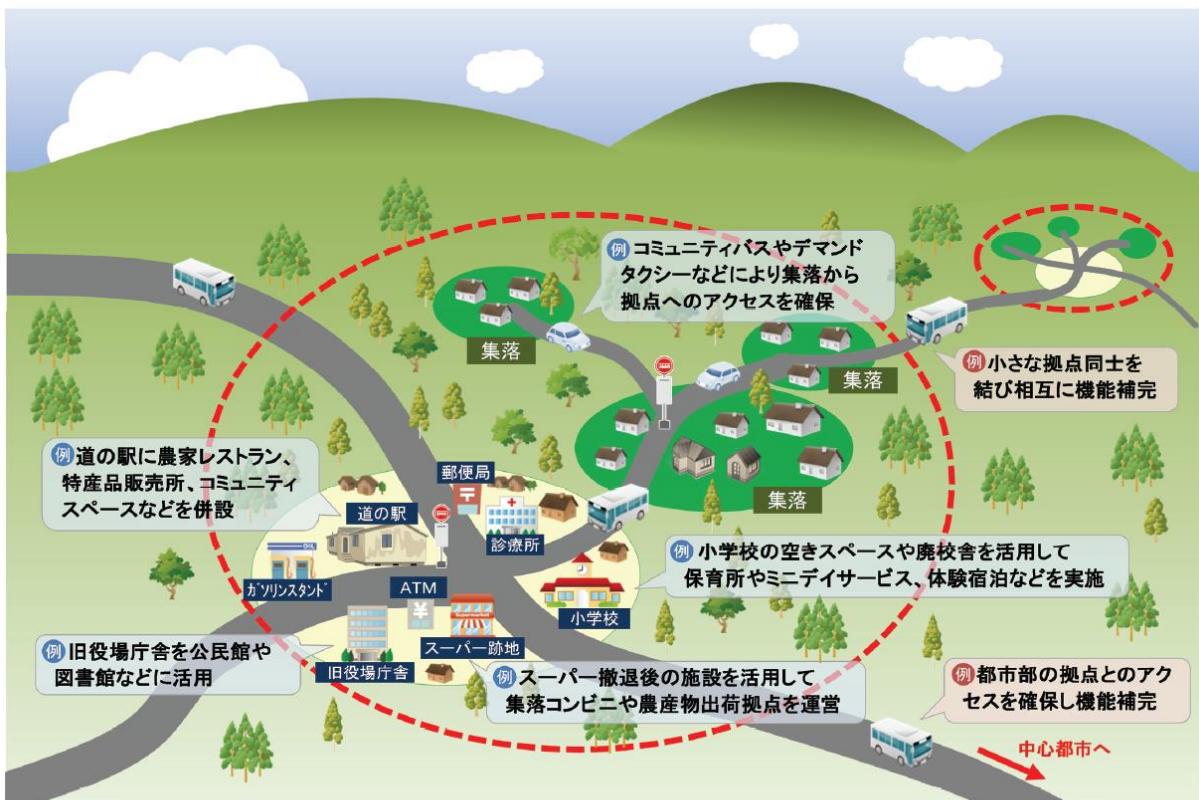 例 コミュニティバスやデマンド
タクシーなどにより集落から
拠点へのアクセスを確保
集落
集落
集落
例 小さな拠点同士を
結び相互に機能補完
例 道の駅に農家レストラン、
特産品販売所、コミュニティ
スペースなどを併設
郵便局
〒
道の駅
診療所
OIL
ガソリンスタンド
ATM
¥
例 小学校の空きスペースや廃校舎を活用して
保育所やミニデイサービス、体験宿泊などを実施
小学校
例 旧役場庁舎を公民館や
図書館などに活用
旧役場庁舎
Supermarket
スーパー跡地
例 スーパー撤退後の施設を活用して
集落コンビニや農産物出荷拠点を運営
例 都市部の拠点とのアク
セスを確保し機能補完
中心都市へ